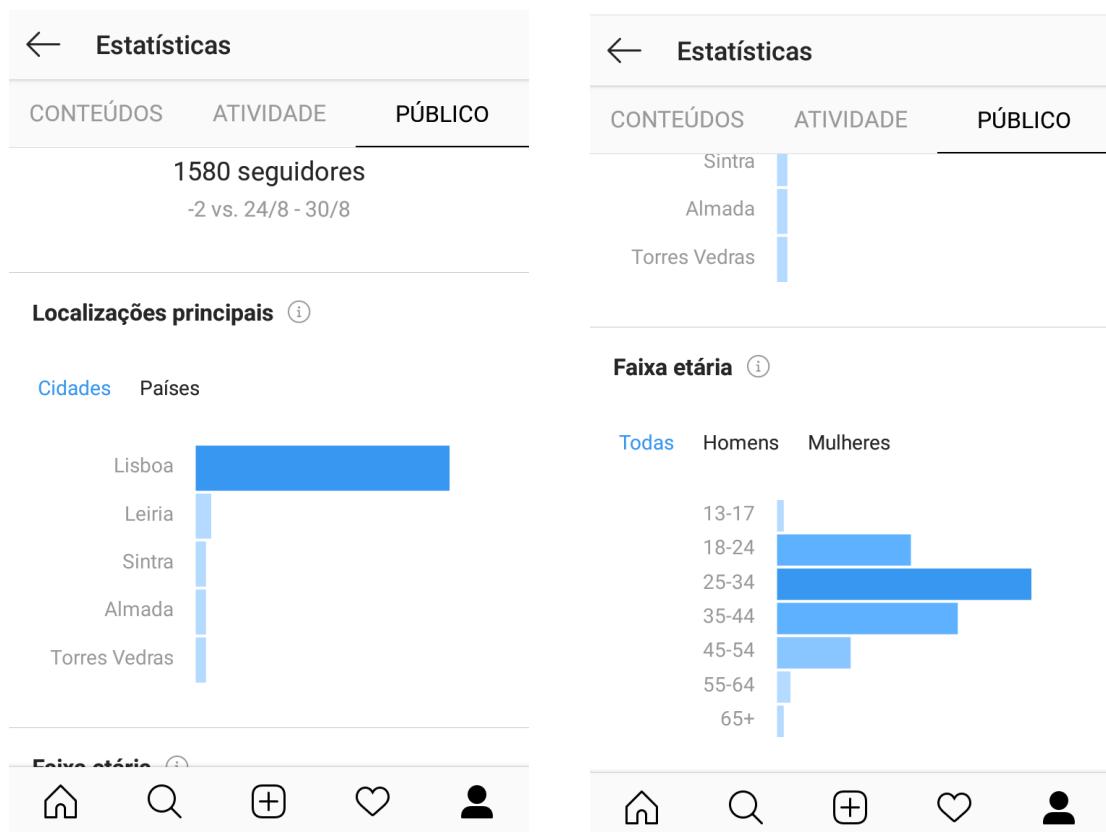 Estatísticas
CONTEÚDOS ATIVIDADE PÚBLICO
1580 seguidores
-2 vs. 24/8 - 30/8
Localizações principais
Cidades Países
Lisboa
Leiria
Sintra
Almada
Torres Vedras
Faixa etária
Estatísticas
CONTEÚDOS ATIVIDADE PÚBLICO
Sintra
Almada
Torres Vedras
Faixa etária
Todas Homens Mulheres
13-17
18-24
25-34
35-44
45-54
55-64
65+